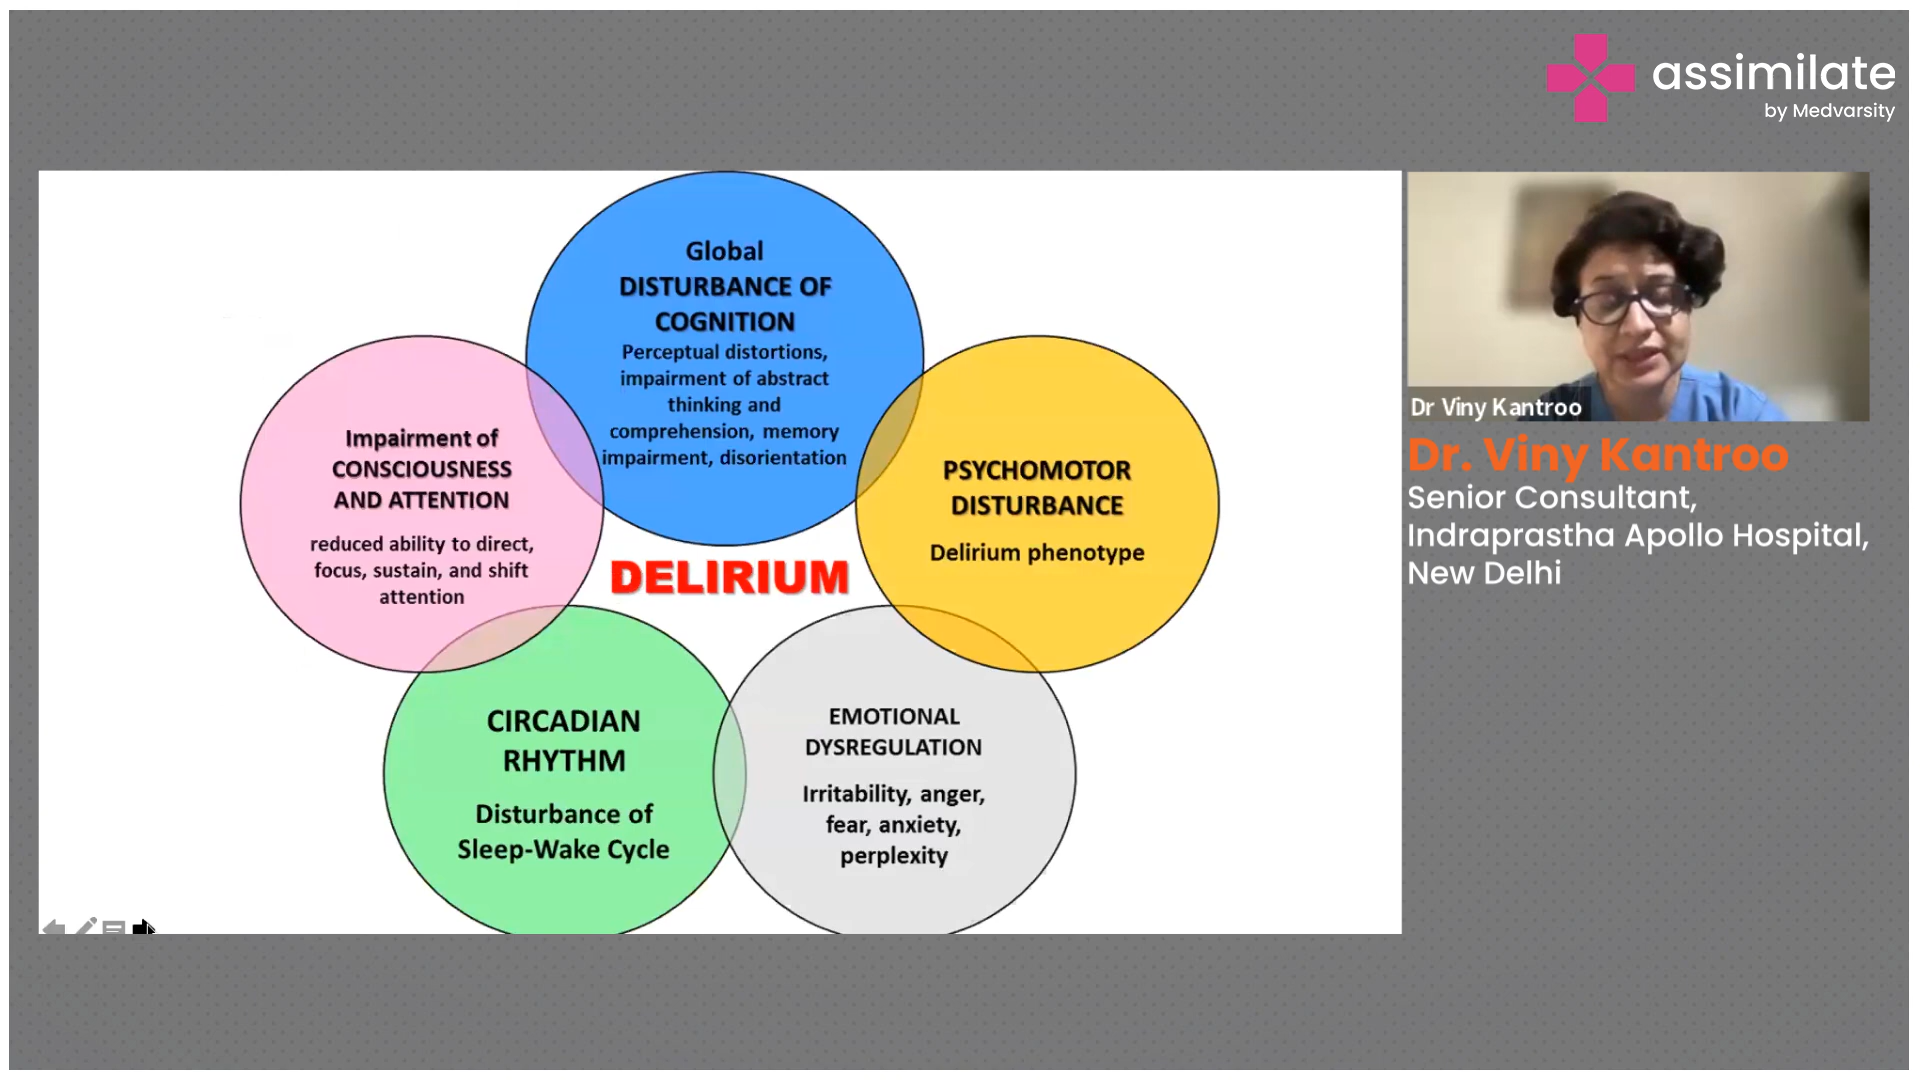 assimilate
by Medvarsity
Global
DISTURBANCE OF
COGNITION
Perceptual distortions,
impairment of abstract
thinking and
comprehension, memory
impairment, disorientation
Impairment of
CONSCIOUSNESS
AND ATTENTION
reduced ability to direct,
focus, sustain, and shift
attention
PSYCHOMOTOR
DISTURBANCE
Delirium phenotype
DELIRIUM
CIRCADIAN
RHYTHM
Disturbance of
Sleep-Wake Cycle
EMOTIONAL
DYSREGULATION
Irritability, anger,
fear, anxiety,
perplexity
Dr Viny Kantroo
Dr. Viny Kantroo
Senior Consultant,
Indraprastha Apollo Hospital,
New Delhi